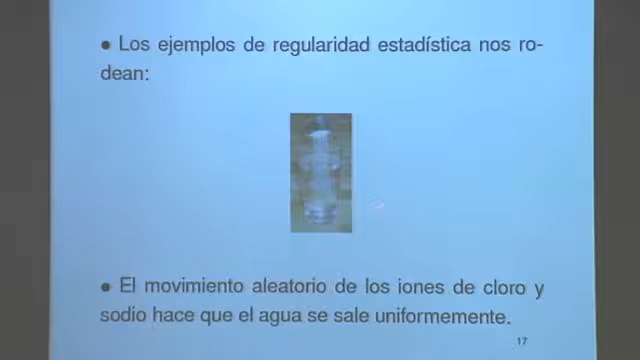 ● Los ejemplos de regularidad estadística nos ro-
dean:
● El movimiento aleatorio de los iones de cloro y
sodio hace que el agua se sale uniformemente.
17